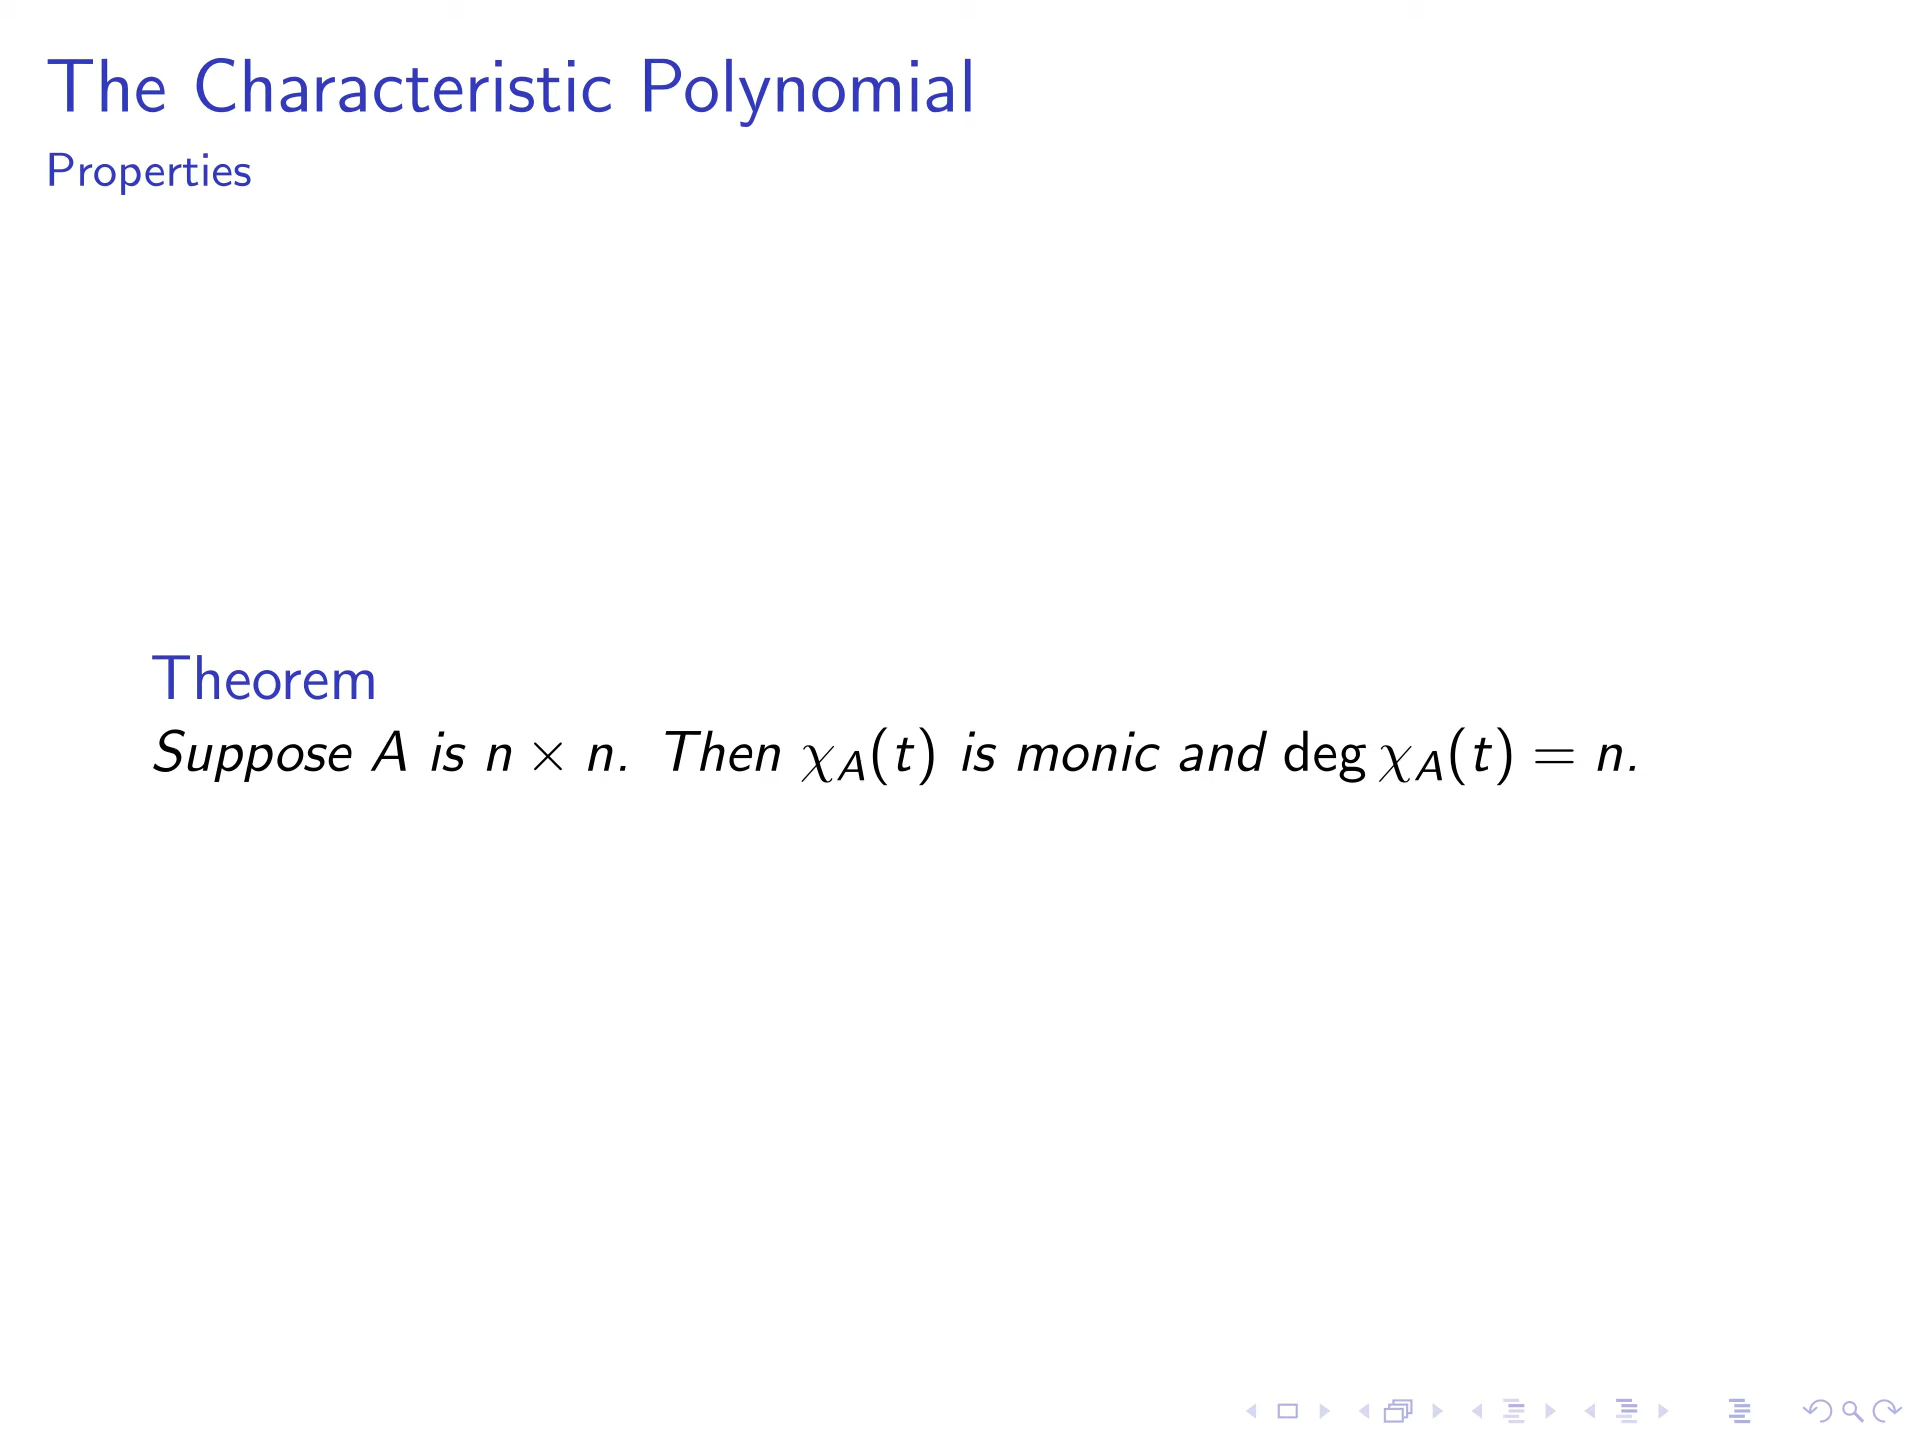 The Characteristic Polynomial
Properties
Theorem
Suppose A is n × n. Then χ_A(t) is monic and deg χ_A(t) = n.